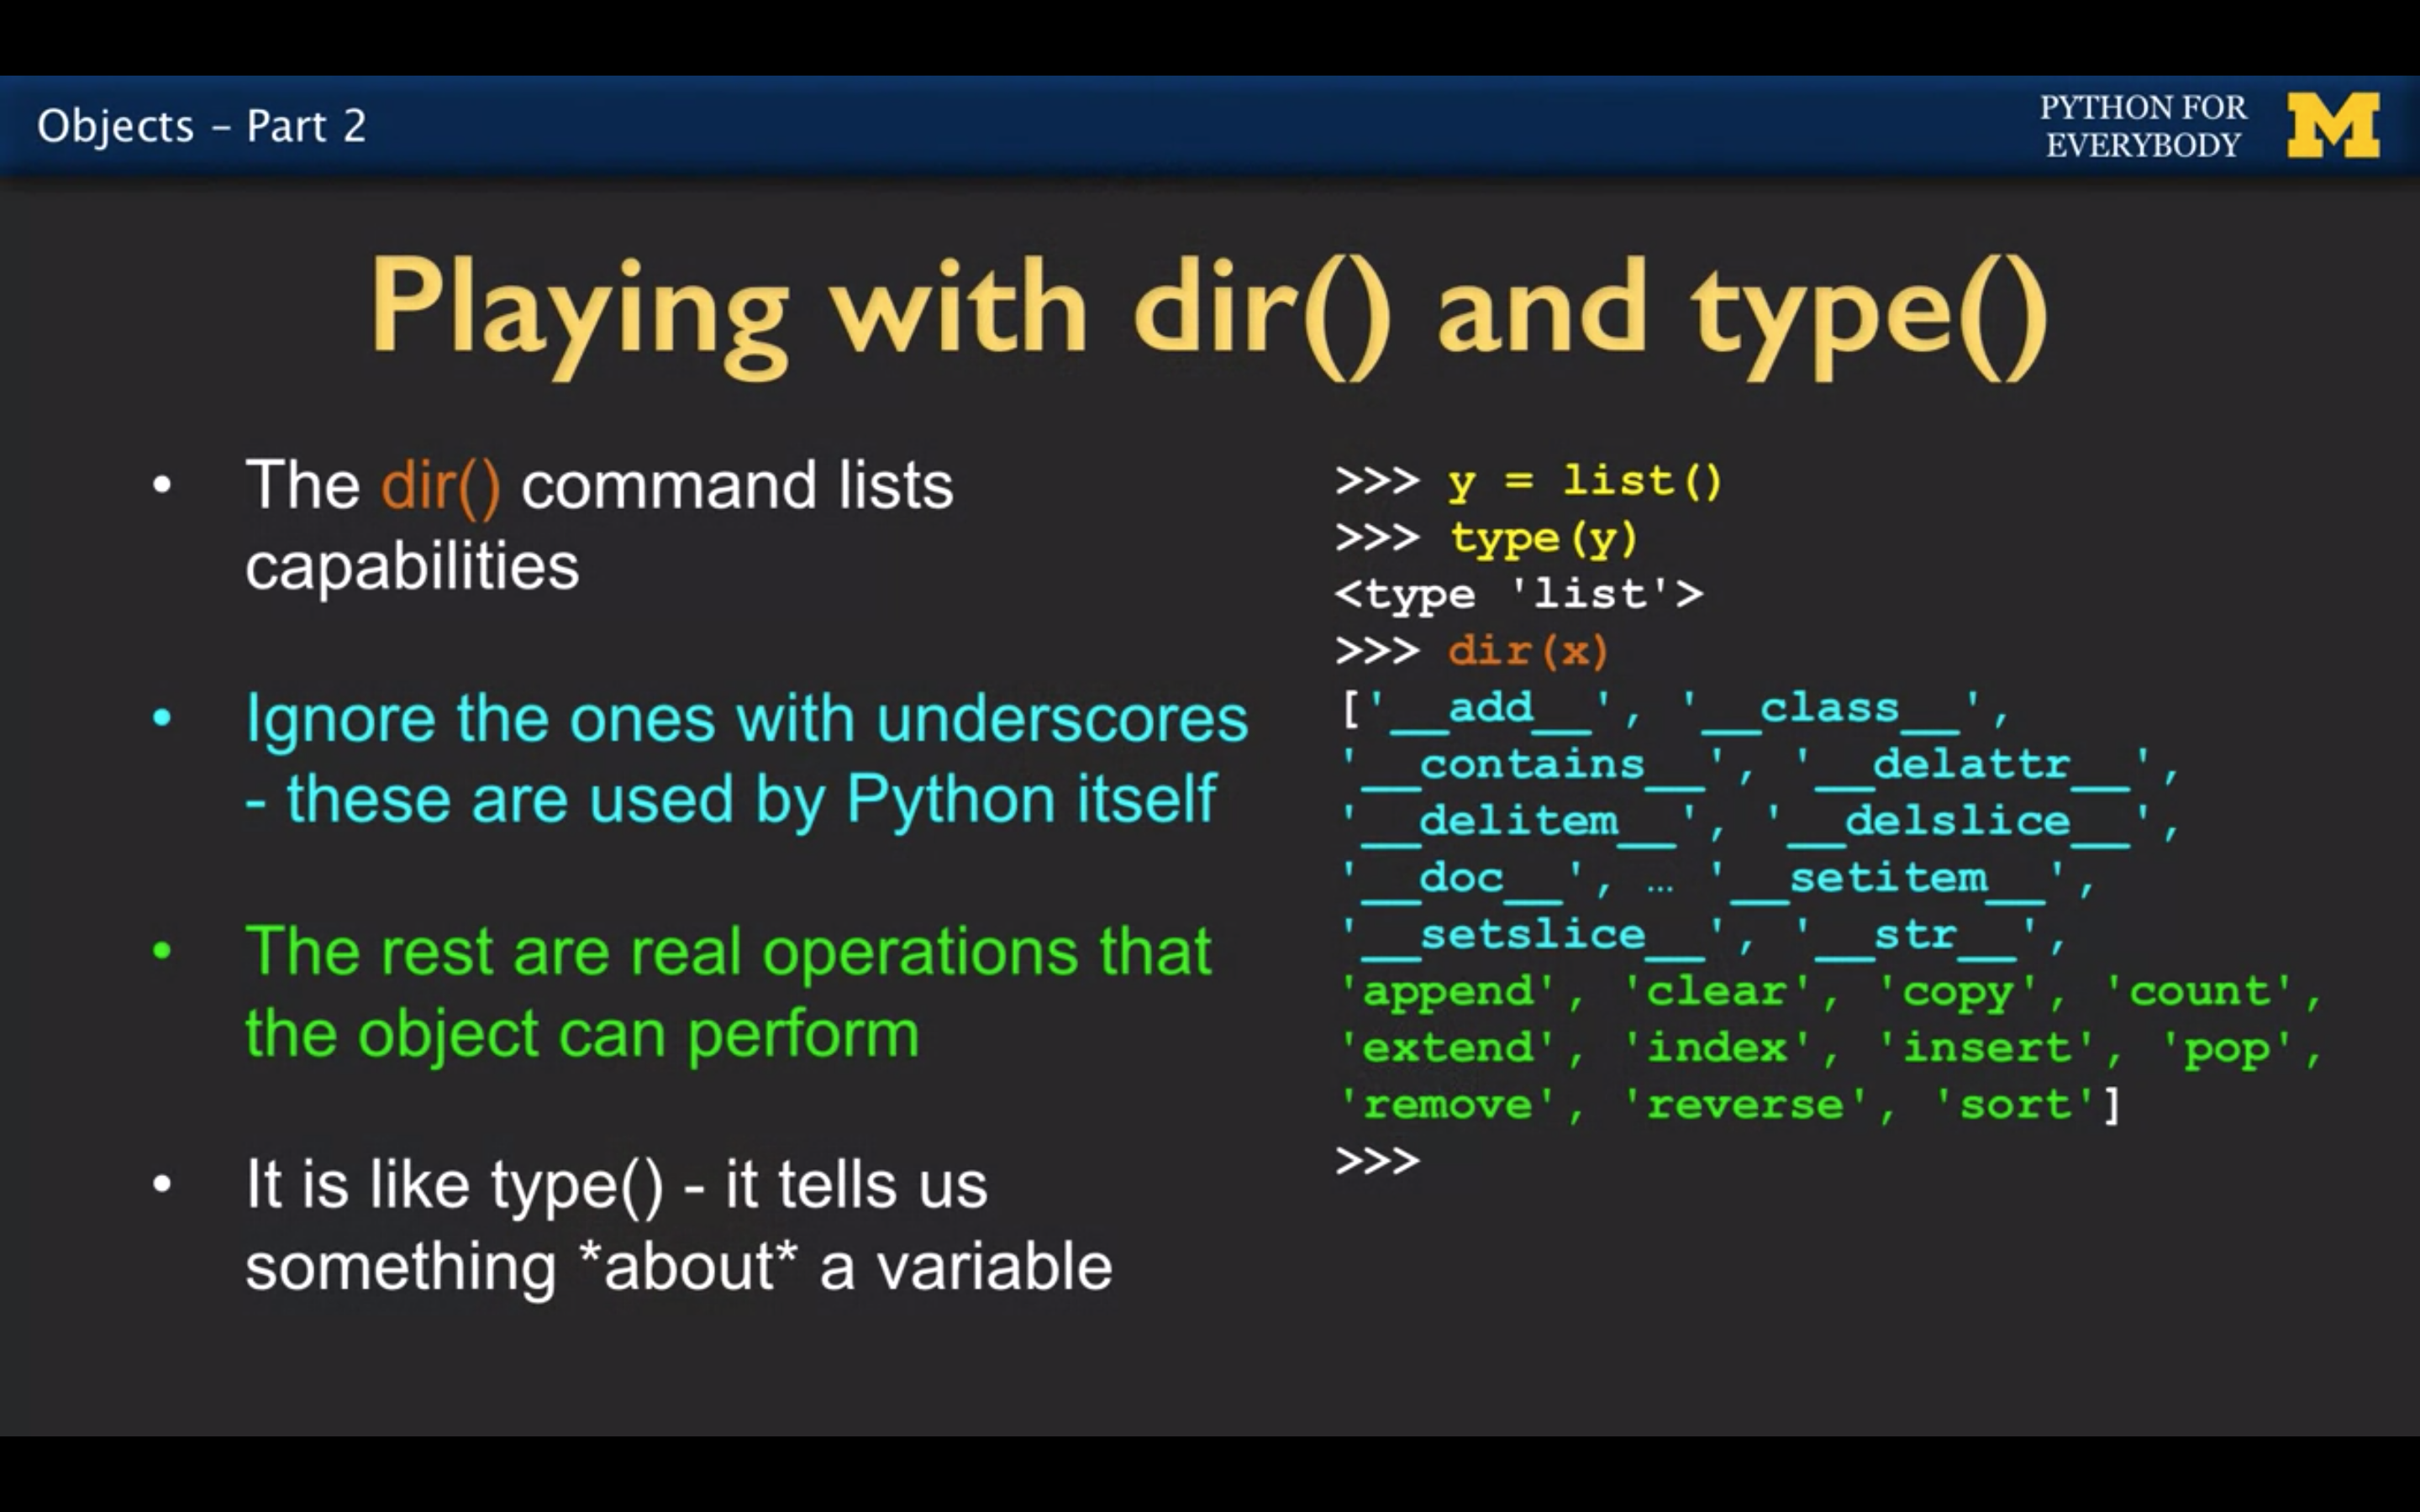 Objects – Part 2
PYTHON FOR
EVERYBODY
M
Playing with dir() and type()
• The dir() command lists
capabilities
• Ignore the ones with underscores
- these are used by Python itself
• The rest are real operations that
the object can perform
• It is like type() - it tells us
something *about* a variable
>>> y = list()
>>> type(y)
<type 'list'>
>>> dir(x)
['__add__', '__class__',
'__contains__', '__delattr__',
'__delitem__', '__delslice__',
'__doc__', … '__setitem__',
'__setslice__', '__str__',
'append', 'clear', 'copy', 'count',
'extend', 'index', 'insert', 'pop',
'remove', 'reverse', 'sort']
>>>